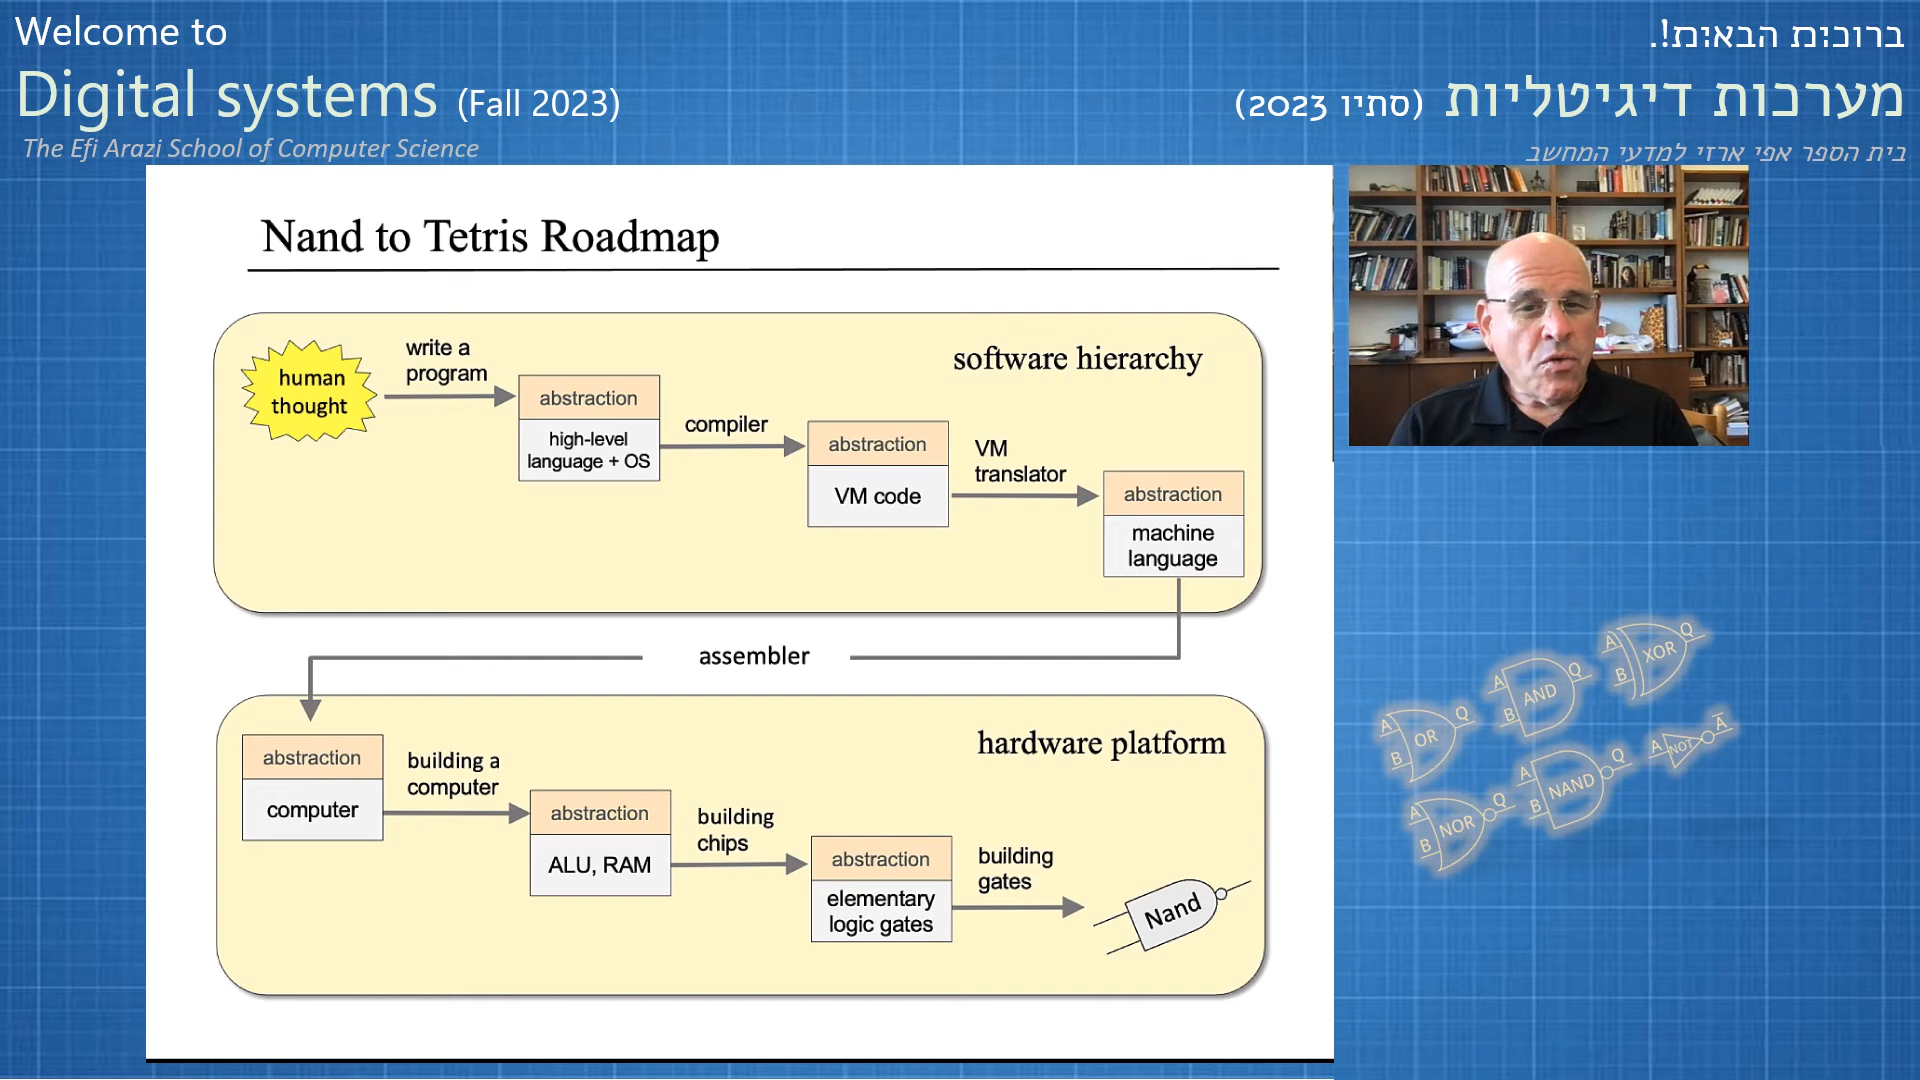 Welcome to
Digital systems (Fall 2023)
The Efi Arazi School of Computer Science
מערכות דיגיטליות (סתיו 2023)
בית הספר אפי ארזי למדעי המחשב
Nand to Tetris Roadmap
software hierarchy
human
thought
write a
program
abstraction
high-level
language + OS
compiler
abstraction
VM code
VM
translator
abstraction
machine
language
assembler
hardware platform
abstraction
computer
building a
computer
abstraction
ALU, RAM
building
chips
abstraction
elementary
logic gates
building
gates
Nand
A
B
OR
Q
A
B
AND
Q
A
B
XOR
Q
A
B
NOR
Q
A
B
NAND
Q
A
NOT
A̅